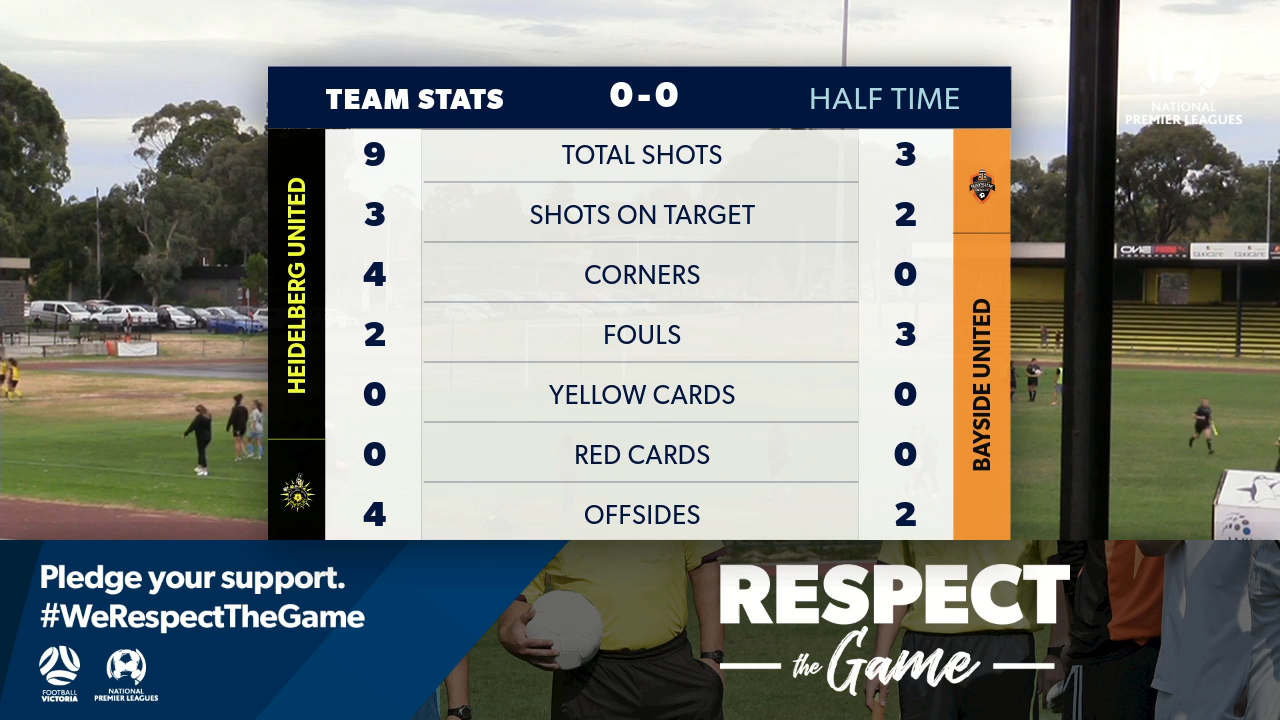 TEAM STATS 0-0 HALF TIME
NATIONAL
PREMIER LEAGUES
HEIDELBERG UNITED
BAYSIDE UNITED
9 TOTAL SHOTS 3
3 SHOTS ON TARGET 2
4 CORNERS 0
2 FOULS 3
0 YELLOW CARDS 0
0 RED CARDS 0
4 OFFSIDES 2
Pledge your support.
#WeRespectTheGame
FOOTBALL
VICTORIA
NATIONAL
PREMIER LEAGUES
RESPECT
the Game